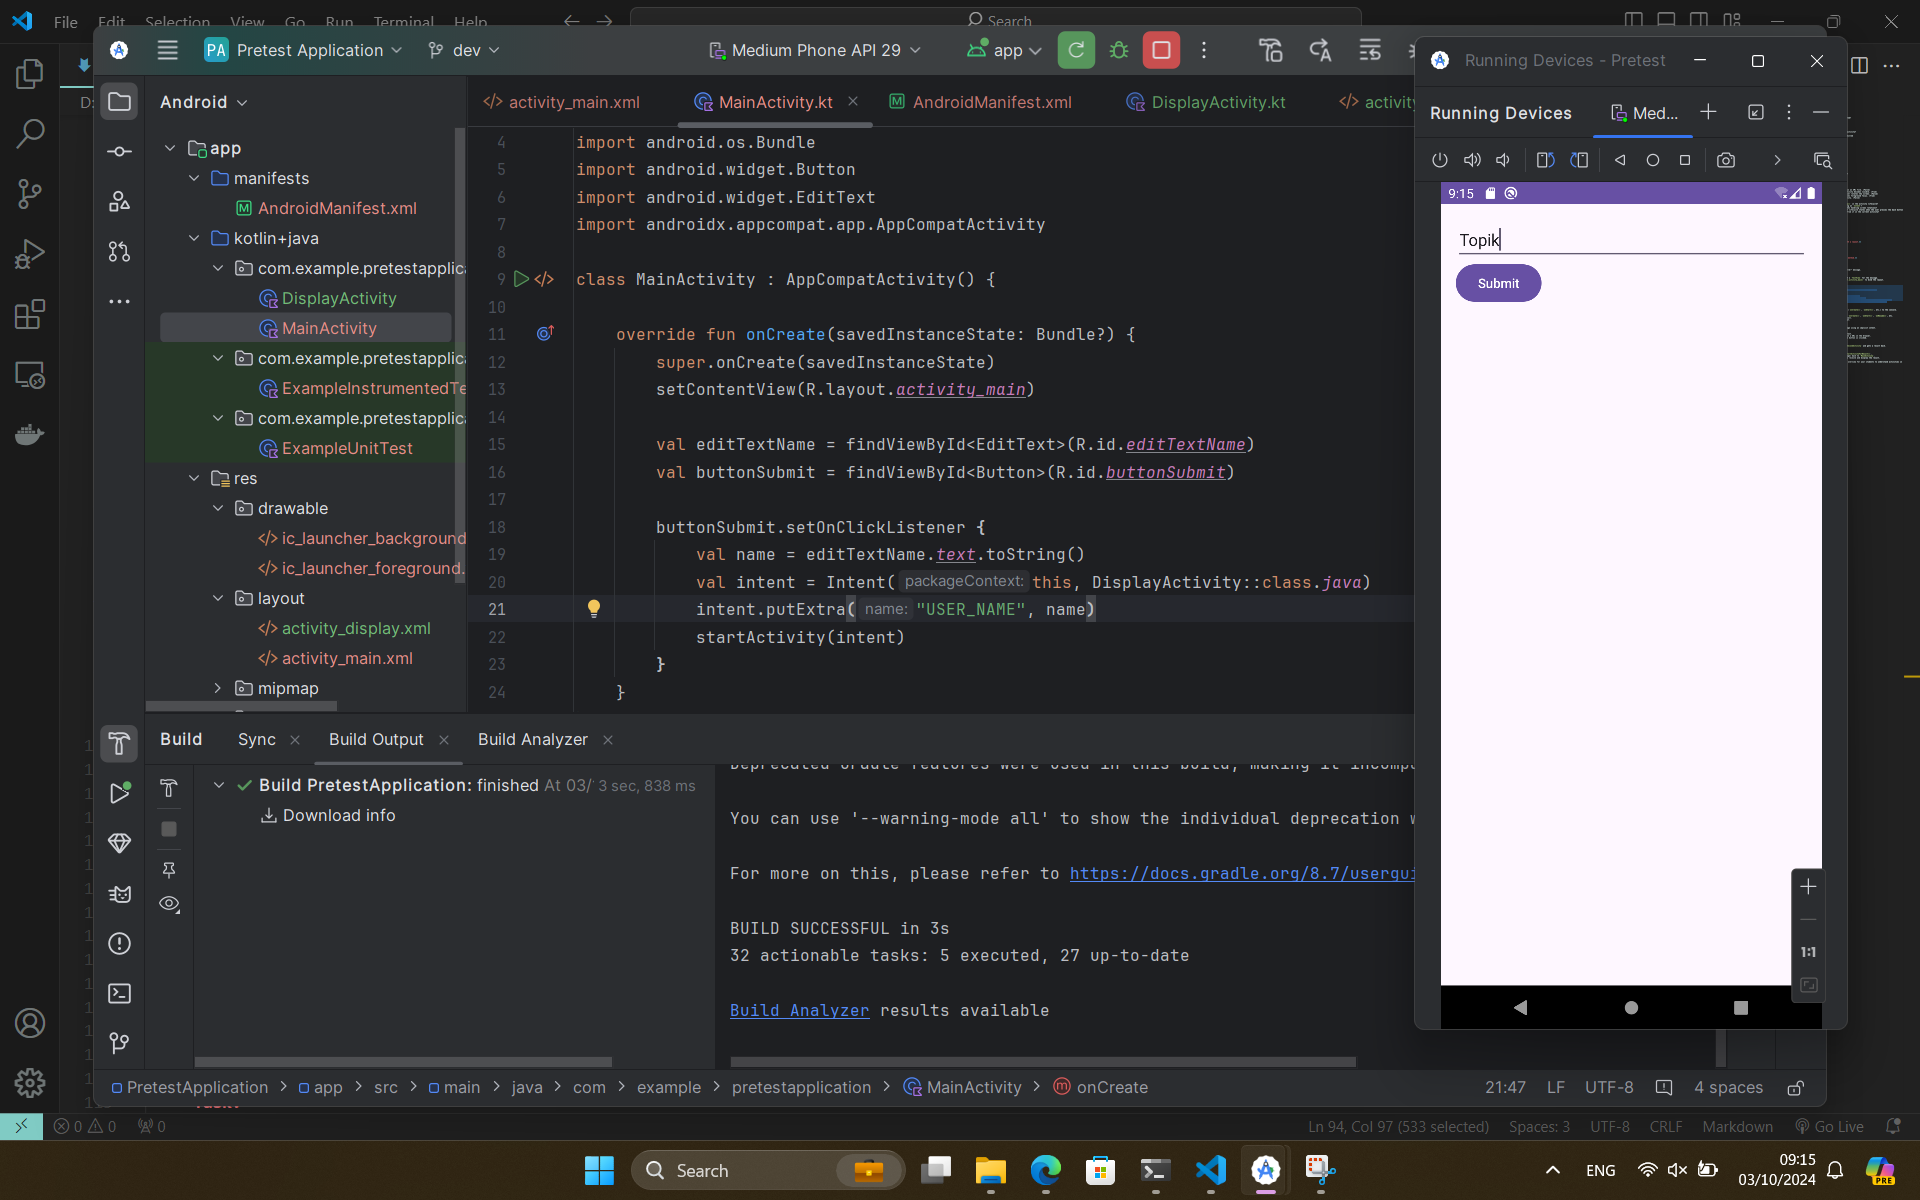 File Edit Selection View Go Run Terminal Help
Search
PA Pretest Application
dev
Medium Phone API 29
app
Android
app
manifests
AndroidManifest.xml
kotlin+java
com.example.pretestapplic
DisplayActivity
MainActivity
com.example.pretestapplic
ExampleInstrumentedTe
com.example.pretestapplic
ExampleUnitTest
res
drawable
ic_launcher_background
ic_launcher_foreground.
layout
activity_display.xml
activity_main.xml
mipmap
activity_main.xml
MainActivity.kt
AndroidManifest.xml
DisplayActivity.kt
activity
4 import android.os.Bundle
5 import android.widget.Button
6 import android.widget.EditText
7 import androidx.appcompat.app.AppCompatActivity
8
9 class MainActivity : AppCompatActivity() {
10
11 override fun onCreate(savedInstanceState: Bundle?) {
12 super.onCreate(savedInstanceState)
13 setContentView(R.layout.activity_main)
14
15 val editTextName = findViewById<EditText>(R.id.editTextName)
16 val buttonSubmit = findViewById<Button>(R.id.buttonSubmit)
17
18 buttonSubmit.setOnClickListener {
19 val name = editTextName.text.toString()
20 val intent = Intent( packageContext: this, DisplayActivity::class.java)
21 intent.putExtra( name: "USER_NAME", name)
22 startActivity(intent)
23 }
24 }
Running Devices - Pretest
Running Devices
Med...
9:15
Topik
Submit
1:1
Build
Sync
Build Output
Build Analyzer
Build PretestApplication: finished At 03/ 3 sec, 838 ms
Download info
Deprecated Gradle features were used in this build, making it incomp
You can use '--warning-mode all' to show the individual deprecation w
For more on this, please refer to https://docs.gradle.org/8.7/usergui
BUILD SUCCESSFUL in 3s
32 actionable tasks: 5 executed, 27 up-to-date
Build Analyzer results available
PretestApplication > app > src > main > java > com > example > pretestapplication > MainActivity > onCreate
21:47 LF UTF-8 4 spaces
0 0 0
Ln 94, Col 97 (533 selected) Spaces: 3 UTF-8 CRLF Markdown Go Live
Search
ENG
09:15
03/10/2024
PRE